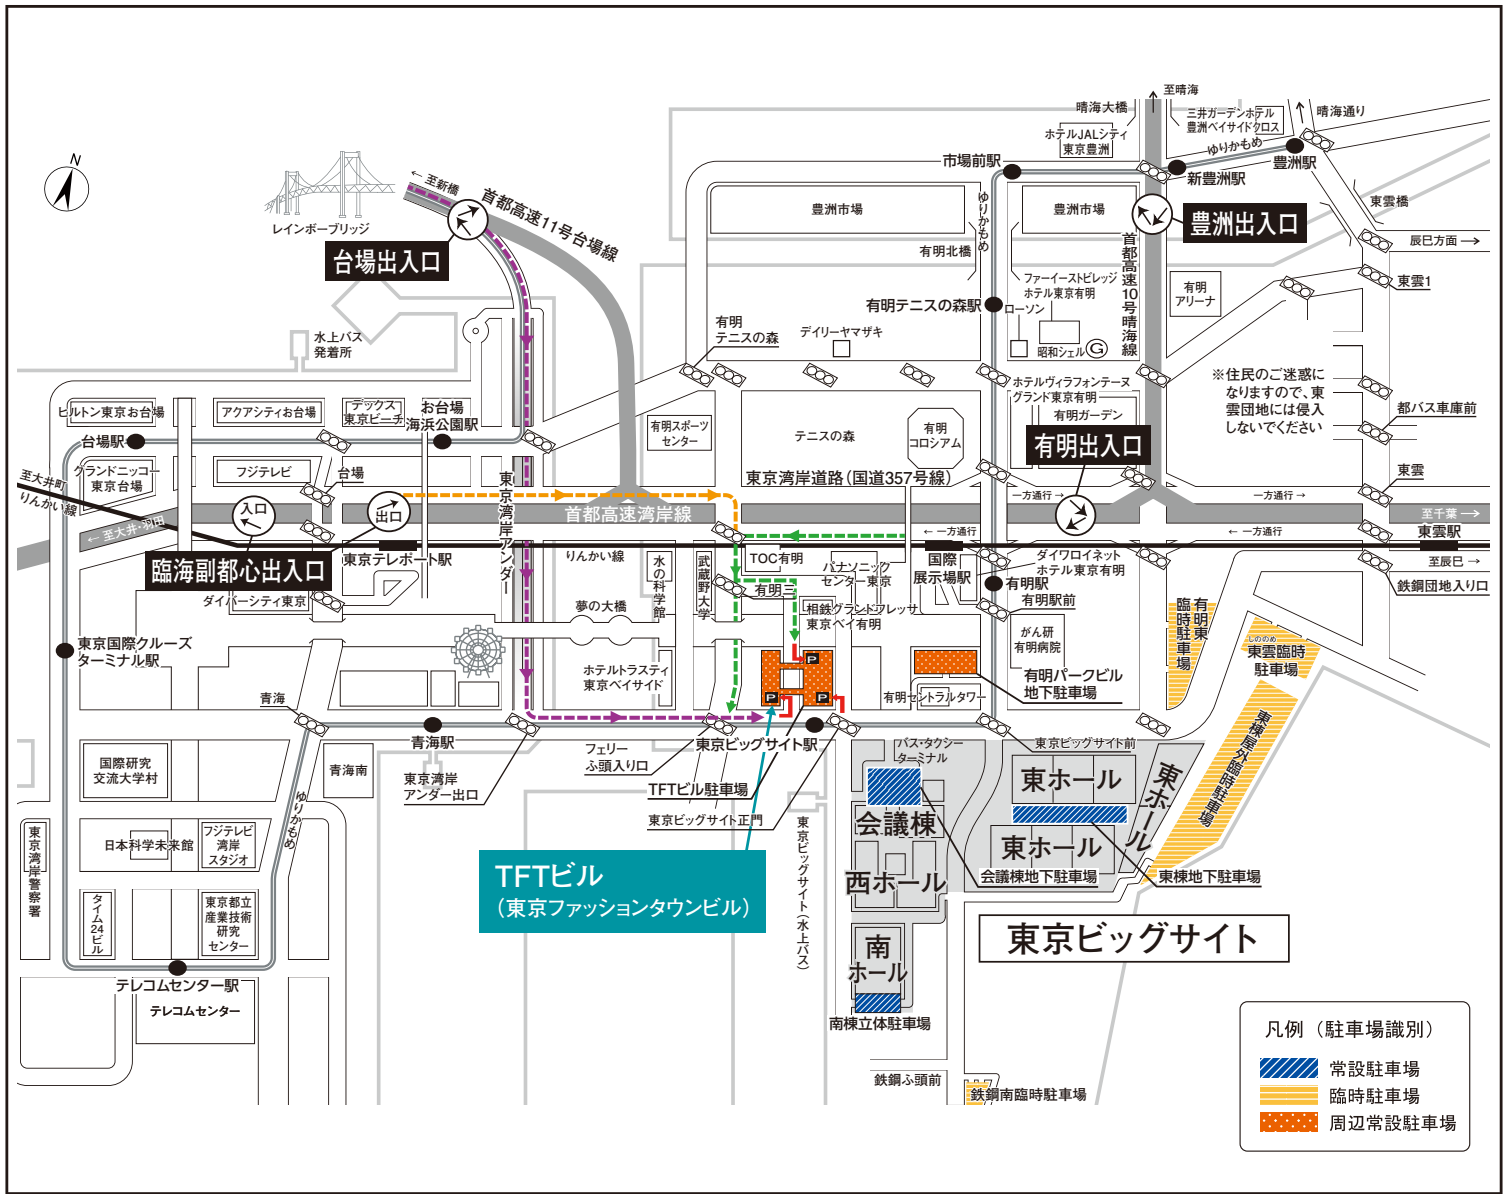 N
レインボーブリッジ
← 至新橋
首都高速11号台場線
台場出入口
水上バス
発着所
至晴海
晴海大橋
ホテルJALシティ
東京豊洲
三井ガーデンホテル
豊洲ベイサイドクロス
晴海通り
ゆりかもめ
市場前駅
新豊洲駅
豊洲駅
豊洲市場
豊洲市場
ゆりかもめ
豊洲出入口
東雲橋
辰巳方面 →
首都高速10号晴海線
有明北橋
有明テニスの森駅
ファーイーストビレッジ
ホテル東京有明
ローソン
昭和シェル
G
有明
アリーナ
東雲1
有明
テニスの森
デイリーヤマザキ
※住民のご迷惑に
なりますので、東
雲団地には侵入
しないでください
都バス車庫前
東雲
ヒルトン東京お台場
アクアシティお台場
デックス
東京ビーチ
お台場
海浜公園駅
台場駅
グランドニッコー
東京台場
フジテレビ
台場
有明スポーツ
センター
テニスの森
有明
コロシアム
ホテルヴィラフォンテーヌ
グランド東京有明
有明ガーデン
有明出入口
東京湾岸道路(国道357号線)
至大井町
りんかい線
← 至大井・羽田
入口
出口
臨海副都心出入口
東京テレポート駅
ダイバーシティ東京
東京湾岸アンダー
首都高速湾岸線
りんかい線
一方通行 →
一方通行 →
← 一方通行
← 一方通行
至千葉 →
東雲駅
至辰巳 →
鉄鋼団地入り口
水の科学館
武蔵野大学
TOC有明
有明三
パナソニック
センター東京
国際
展示場駅
ダイワロイネット
ホテル東京有明
有明駅
有明駅前
相鉄グランドフレッサ
東京ベイ有明
がん研
有明病院
夢の大橋
ホテルトラスティ
東京ベイサイド
P
P
P
有明パークビル
地下駐車場
有明セントラルタワー
有明東
臨時駐車場
しののめ
東雲臨時
駐車場
東棟屋外臨時駐車場
東京国際クルーズ
ターミナル駅
青海
青海駅
青海南
東京湾岸
アンダー出口
フェリー
ふ頭入り口
東京ビッグサイト駅
TFTビル駐車場
東京ビッグサイト正門
バス・タクシー
ターミナル
東京ビッグサイト前
国際研究
交流大学村
ゆりかもめ
東京湾岸警察署
日本科学未来館
フジテレビ
湾岸
スタジオ
タイム24ビル
東京都立
産業技術
研究
センター
テレコムセンター駅
テレコムセンター
TFTビル
(東京ファッションタウンビル)
東京ビッグサイト(水上バス)
会議棟
西ホール
南
ホール
東ホール
東ホール
東ホール
会議棟地下駐車場
東棟地下駐車場
東京ビッグサイト
南棟立体駐車場
鉄鋼ふ頭前
鉄鋼南臨時駐車場
凡例(駐車場識別)
常設駐車場
臨時駐車場
周辺常設駐車場